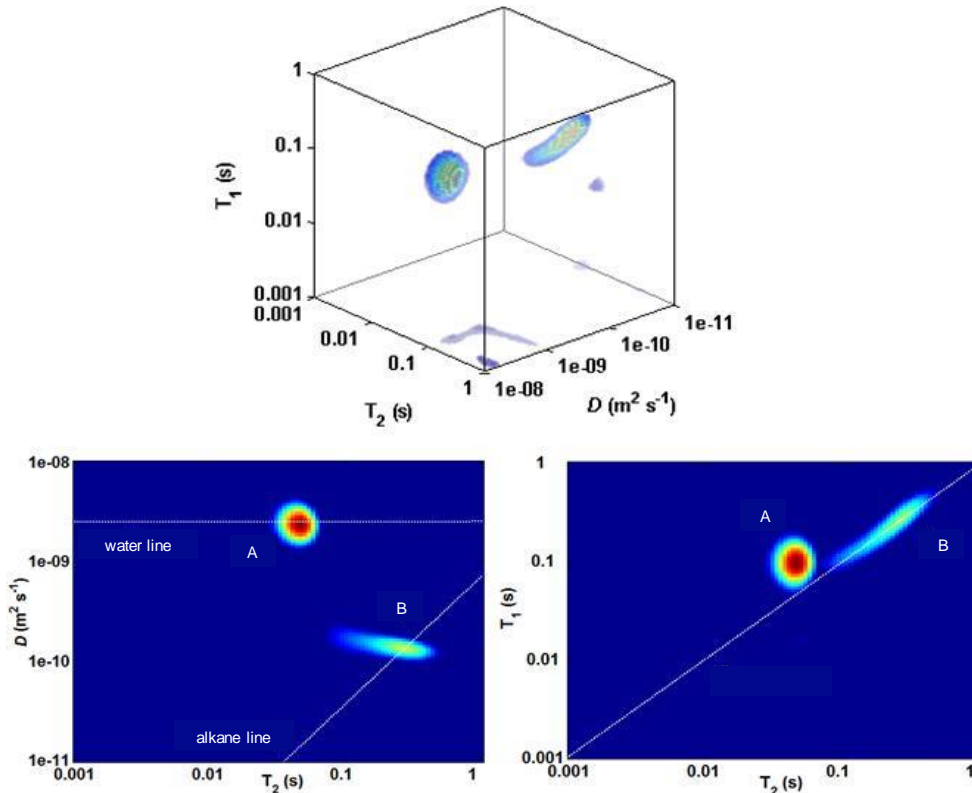 1
0.1
T1 (s)
0.01
0.001
0.001
0.01
0.1
1
T2 (s)
1e-08
1e-09
1e-10
1e-11
D (m2 s-1)
1e-08
water line
A
1e-09
D (m2 s-1)
B
1e-10
alkane line
1e-11
0.001
0.01
0.1
1
T2 (s)
1
A
B
0.1
T1 (s)
0.01
0.001
0.001
0.01
0.1
1
T2 (s)